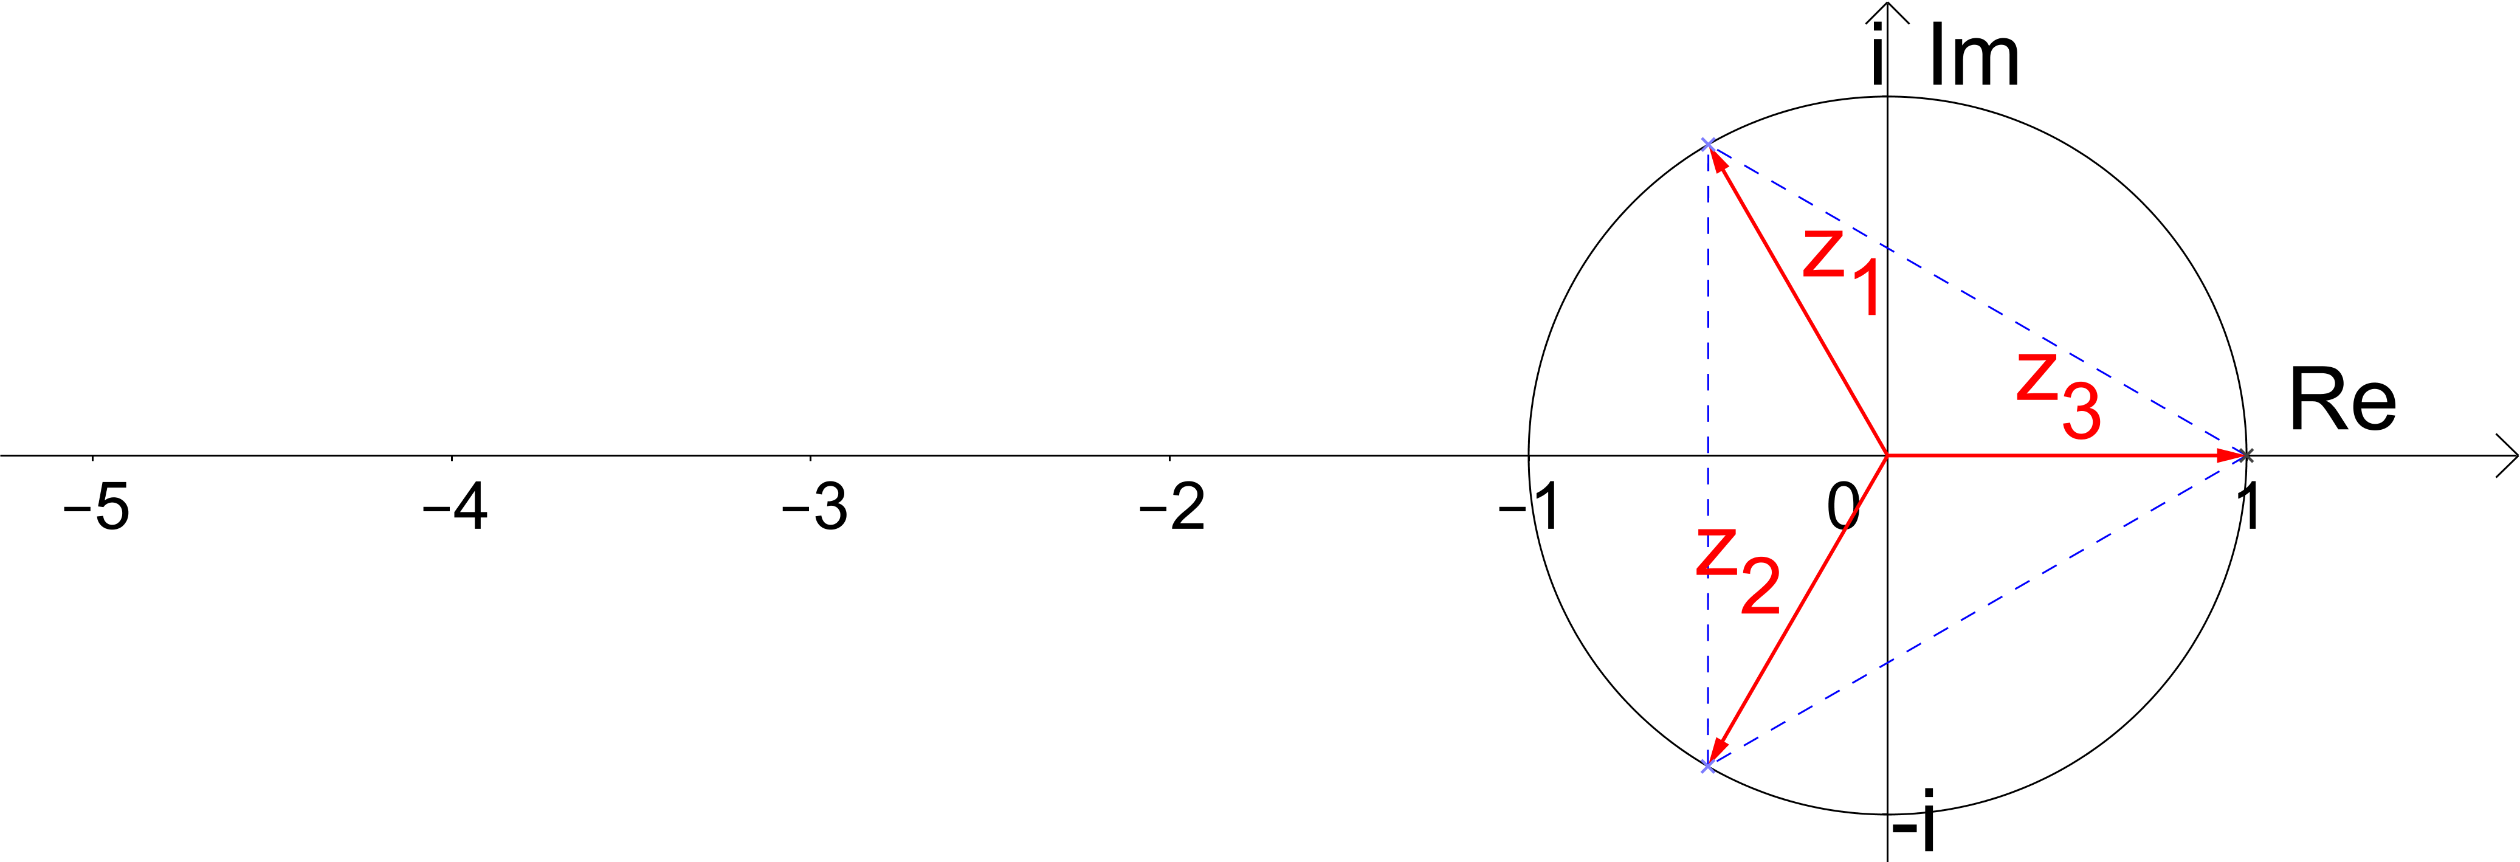 i Im
z1
z3
Re
–5 –4 –3 –2 –1 0 1
z2
-i